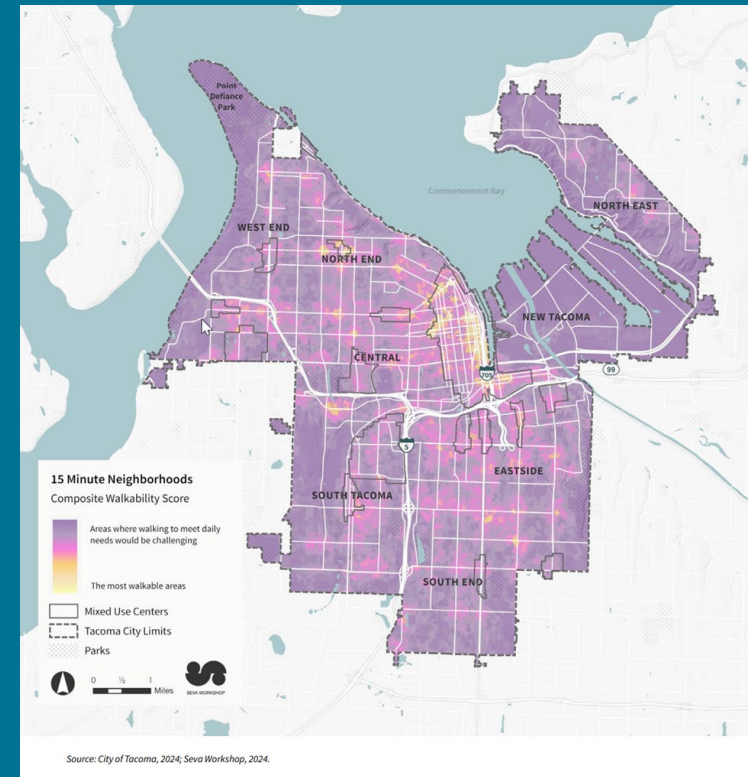 Point
Defiance
Park
Commencement Bay
NORTH EAST
WEST END
NORTH END
NEW TACOMA
CENTRAL
705
99
5
EASTSIDE
SOUTH TACOMA
SOUTH END
15 Minute Neighborhoods
Composite Walkability Score
Areas where walking to meet daily
needs would be challenging
The most walkable areas
Mixed Use Centers
Tacoma City Limits
Parks
0 ½ 1
Miles
SEVA WORKSHOP
Source: City of Tacoma, 2024; Seva Workshop, 2024.